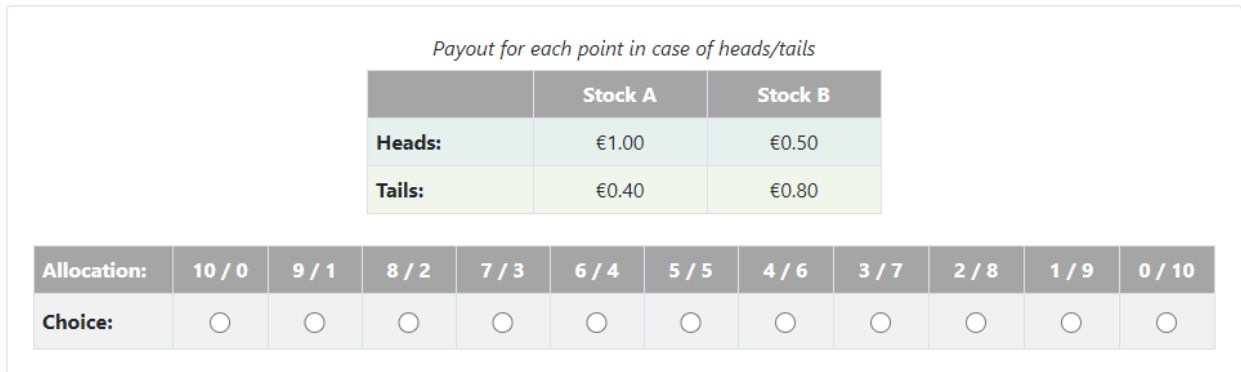 Payout for each point in case of heads/tails
Stock A Stock B
Heads: €1.00 €0.50
Tails: €0.40 €0.80
Allocation: 10 / 0 9 / 1 8 / 2 7 / 3 6 / 4 5 / 5 4 / 6 3 / 7 2 / 8 1 / 9 0 / 10
Choice: